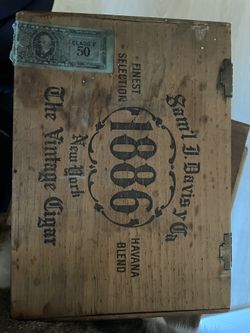 CLASS F
50
Sam'l I. Davis y Ca
"FINEST
SELECTION"
1886
HAVANA
BLEND
New York
The Vintage Cigar